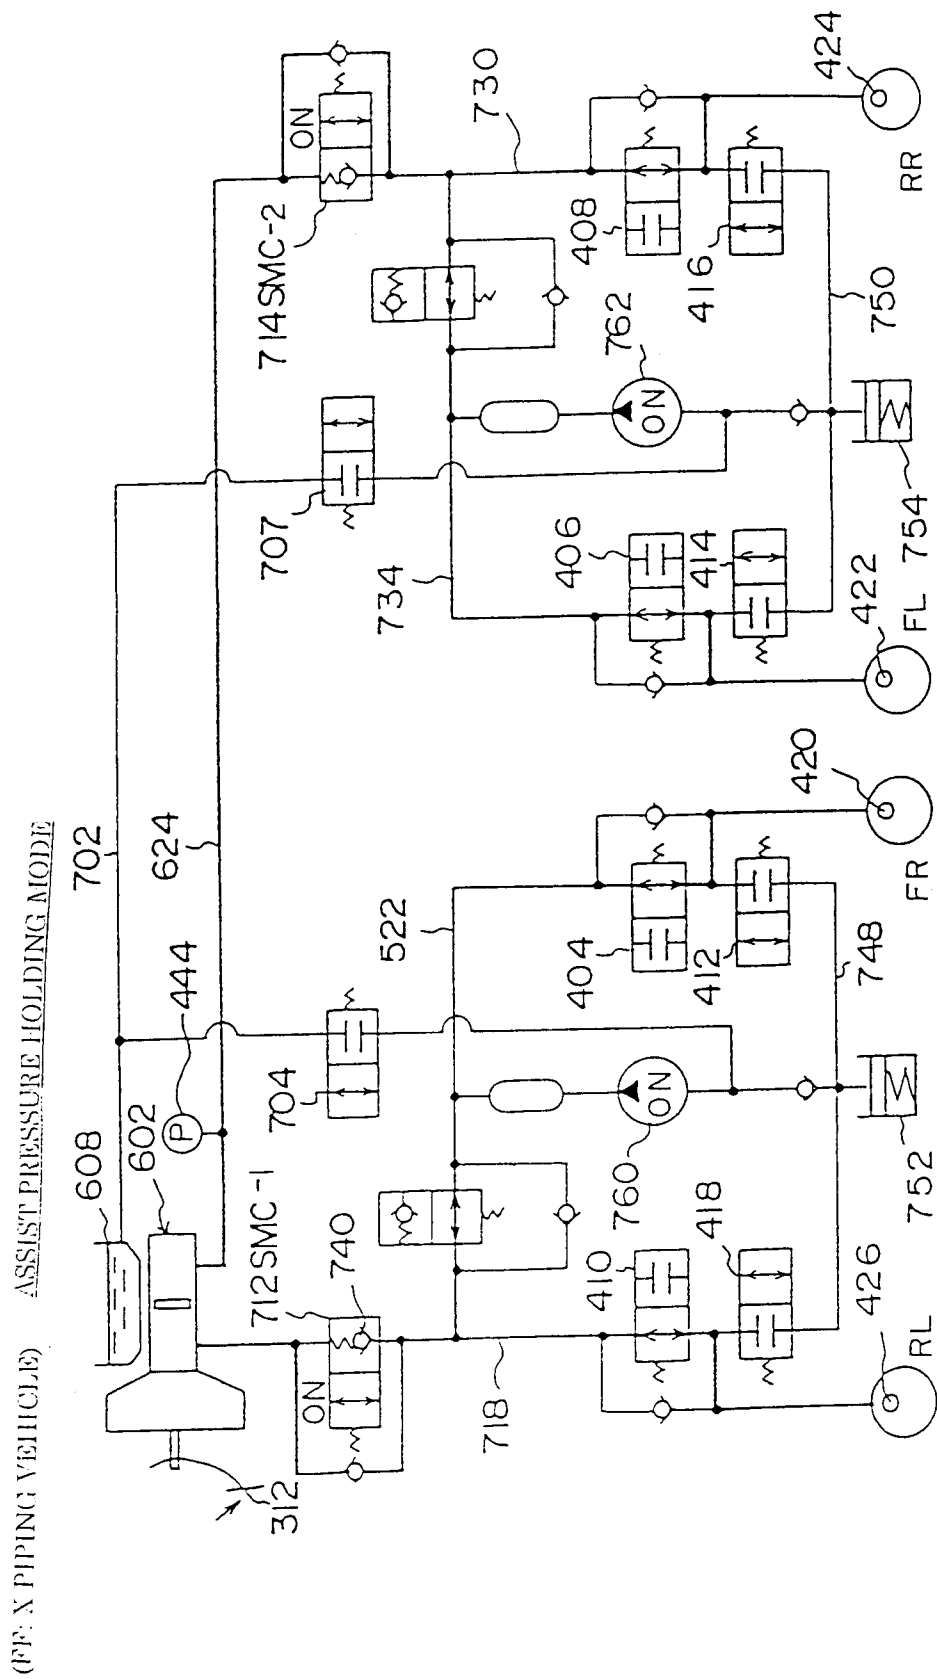 (FF: X PIPING VEHICLE) ASSIST PRESSURE HOLDING MODE
608
602
444
P
702
624
312
712SMC-1
ON
740
704
707
714SMC-2
ON
718
522
734
730
410
418
760
ON
404
412
406
414
762
ON
408
416
426
RL
752
748
420
FR
422
FL
754
750
424
RR